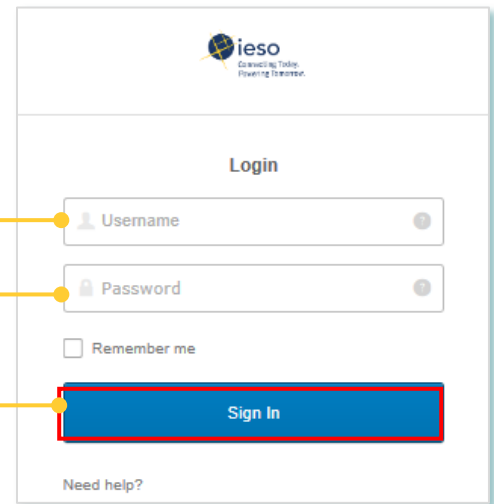 ieso
Connecting Today.
Powering Tomorrow.
Login
Username
?
Password
?
Remember me
Sign In
Need help?